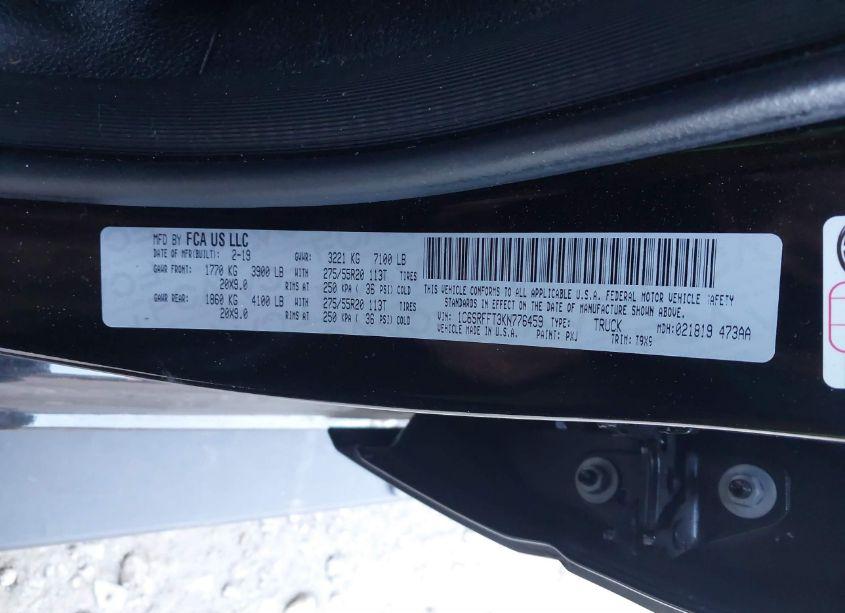 MFD BY FCA US LLC
DATE OF MFR(BUILT): 2-19 GVWR: 3221 KG 7100 LB
GAWR FRONT: 1770 KG 3900 LB WITH 275/55R20 113T TIRES
20X9.0 RIMS AT 250 KPA ( 36 PSI) COLD
GAWR REAR: 1860 KG 4100 LB WITH 275/55R20 113T TIRES
20X9.0 RIMS AT 250 KPA ( 36 PSI) COLD
THIS VEHICLE CONFORMS TO ALL APPLICABLE U.S.A. FEDERAL MOTOR VEHICLE SAFETY
STANDARDS IN EFFECT ON THE DATE OF MANUFACTURE SHOWN ABOVE.
VIN: 1C6SRFFT3KN776459 TYPE: TRUCK MDH:021819 473AA
VEHICLE MADE IN U.S.A. PAINT: PXJ TRIM: T9X9